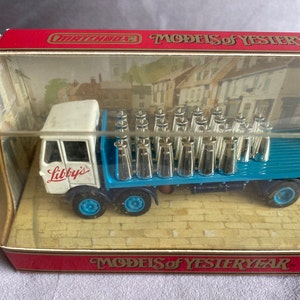 MATCHBOX MODELS of YESTERYEAR
Libby's
MODELS of YESTERYEAR